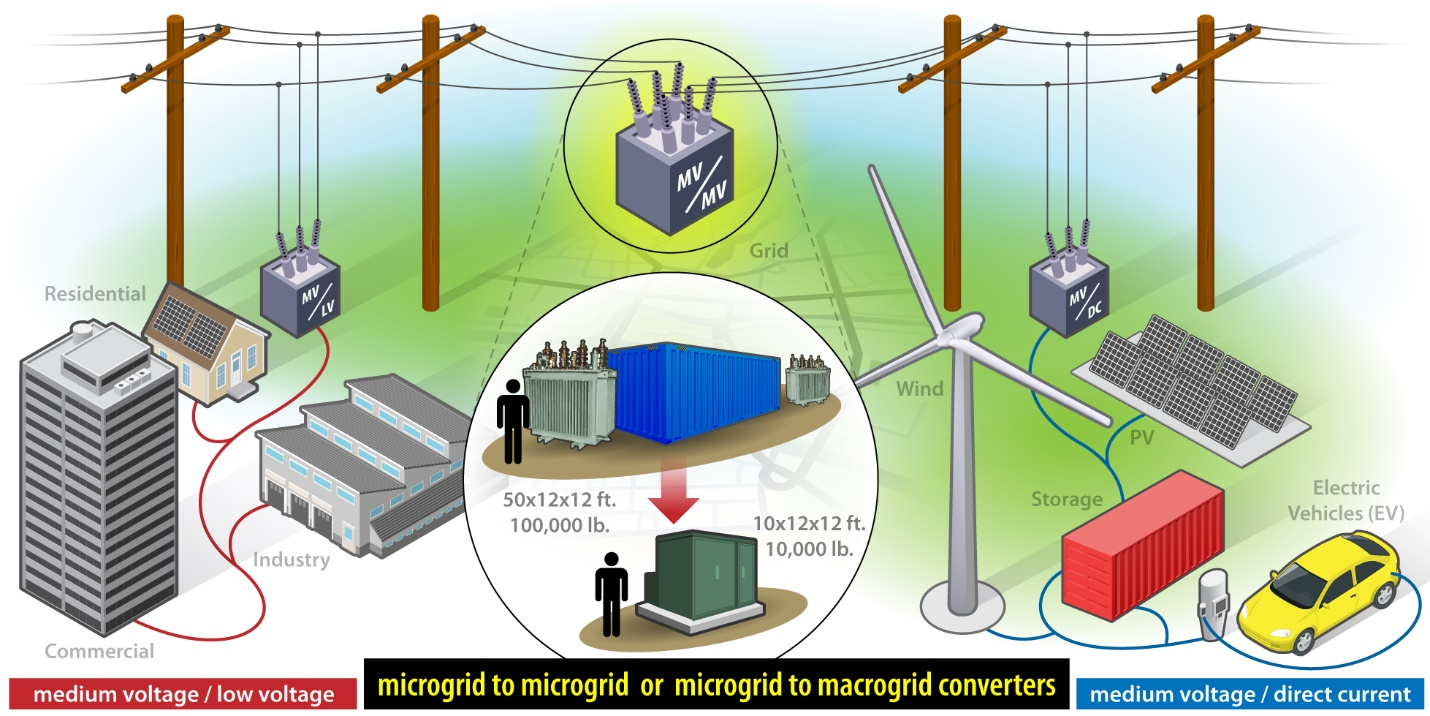 MV/MV
Grid
Residential
MV/LV
MV/DC
Wind
PV
50x12x12 ft.
100,000 lb.
10x12x12 ft.
10,000 lb.
Storage
Electric
Vehicles (EV)
Industry
Commercial
medium voltage / low voltage
microgrid to microgrid or microgrid to macrogrid converters
medium voltage / direct current